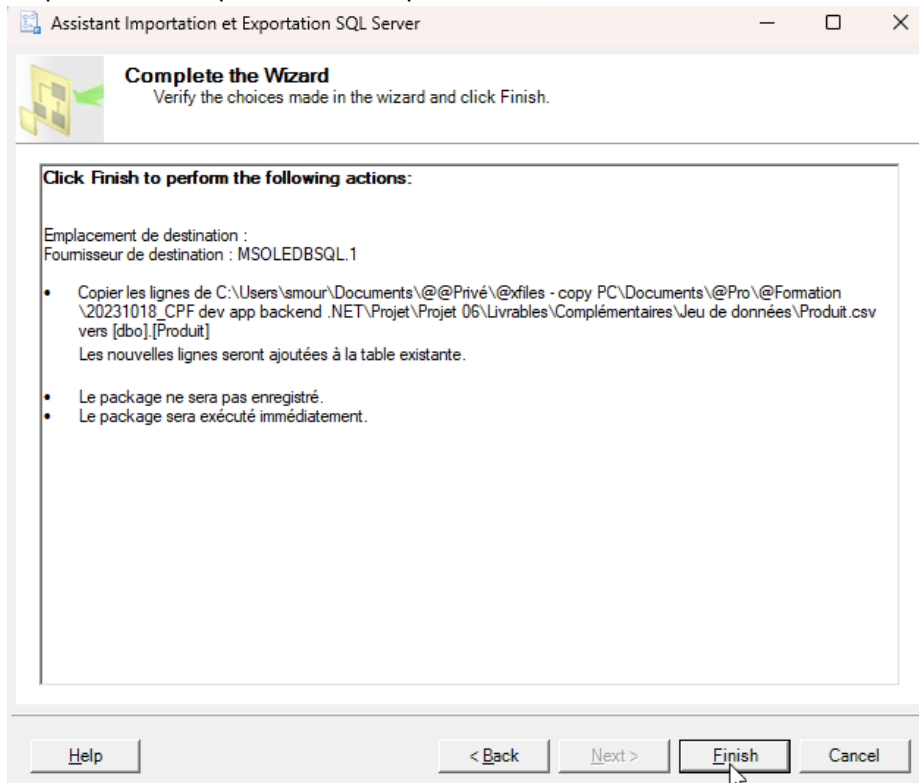 Assistant Importation et Exportation SQL Server
Complete the Wizard
Verify the choices made in the wizard and click Finish.
Click Finish to perform the following actions:
Emplacement de destination :
Fournisseur de destination : MSOLEDBSQL.1
• Copier les lignes de C:\Users\smour\Documents\@@Privé\@xfiles - copy PC\Documents\@Pro\@Formation
\20231018_CPF dev app backend .NET\Projet\Projet 06\Livrables\Complémentaires\Jeu de données\Produit.csv
vers [dbo].[Produit]
Les nouvelles lignes seront ajoutées à la table existante.
• Le package ne sera pas enregistré.
• Le package sera exécuté immédiatement.
Help < Back Next > Finish Cancel